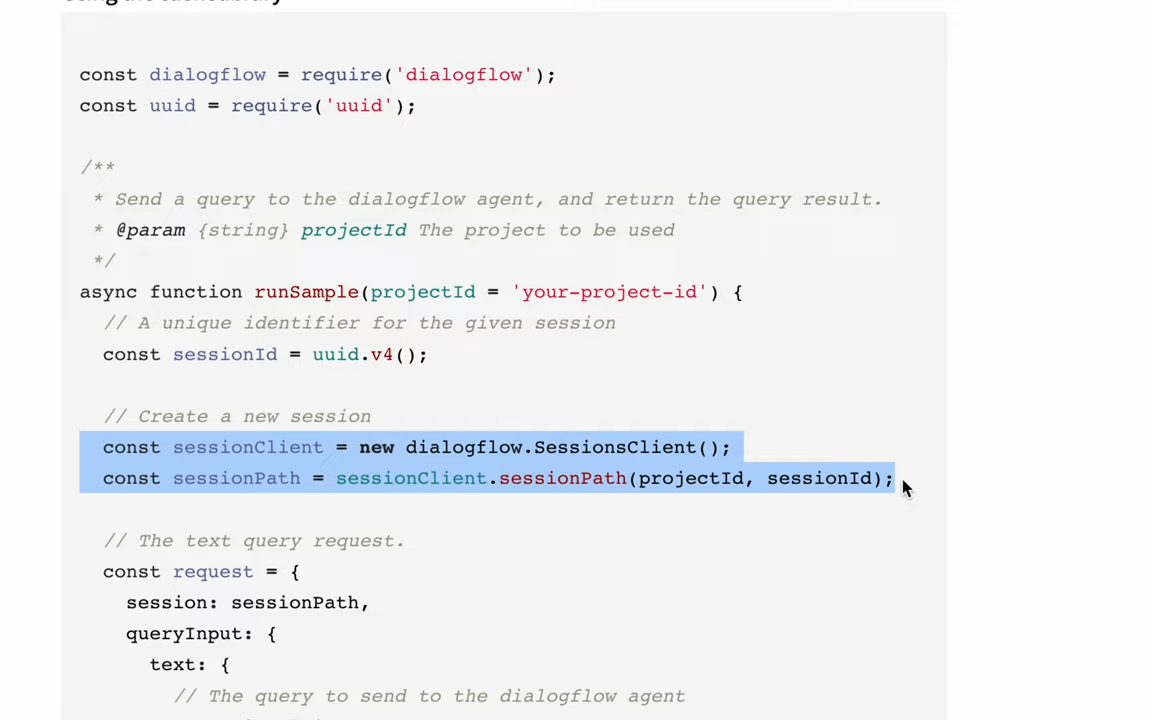 const dialogflow = require('dialogflow');
const uuid = require('uuid');
/**
 * Send a query to the dialogflow agent, and return the query result.
 * @param {string} projectId The project to be used
 */
async function runSample(projectId = 'your-project-id') {
  // A unique identifier for the given session
  const sessionId = uuid.v4();
  // Create a new session
  const sessionClient = new dialogflow.SessionsClient();
  const sessionPath = sessionClient.sessionPath(projectId, sessionId);
  // The text query request.
  const request = {
    session: sessionPath,
    queryInput: {
      text: {
        // The query to send to the dialogflow agent